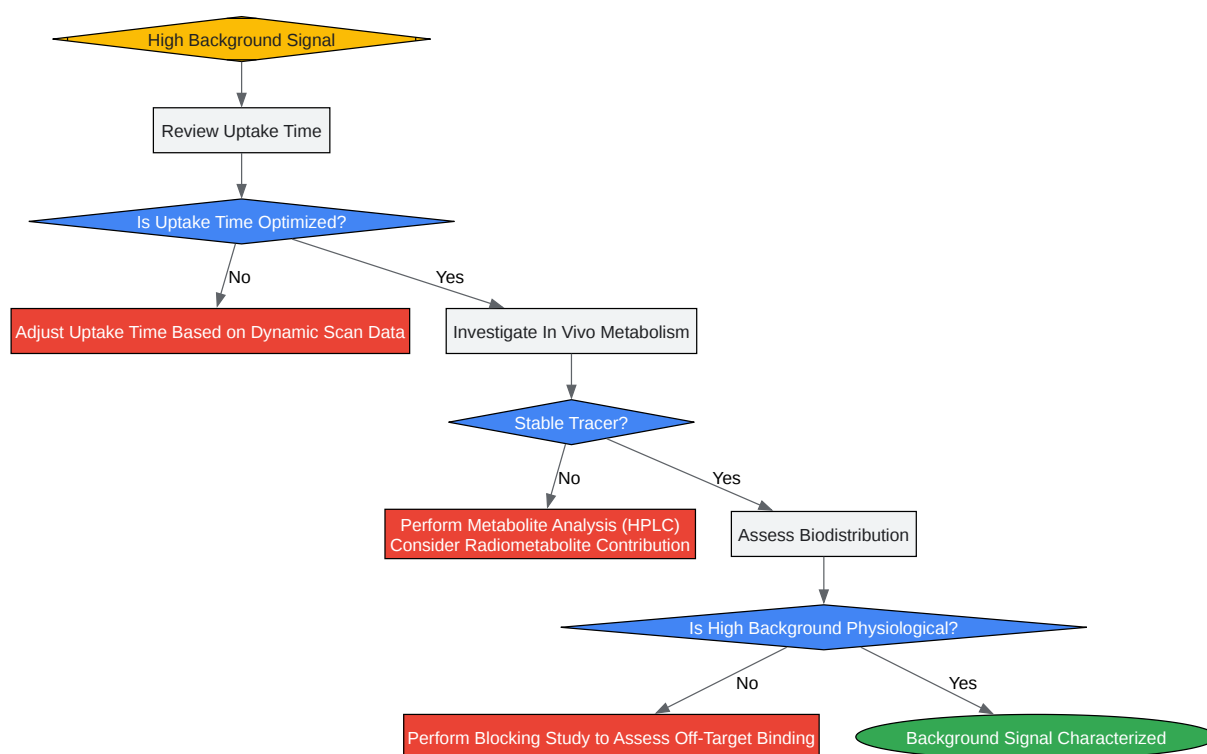 High Background Signal
Review Uptake Time
Is Uptake Time Optimized?
No
Yes
Adjust Uptake Time Based on Dynamic Scan Data
Investigate In Vivo Metabolism
Stable Tracer?
No
Yes
Perform Metabolite Analysis (HPLC)
Consider Radiometabolite Contribution
Assess Biodistribution
Is High Background Physiological?
No
Yes
Perform Blocking Study to Assess Off-Target Binding
Background Signal Characterized